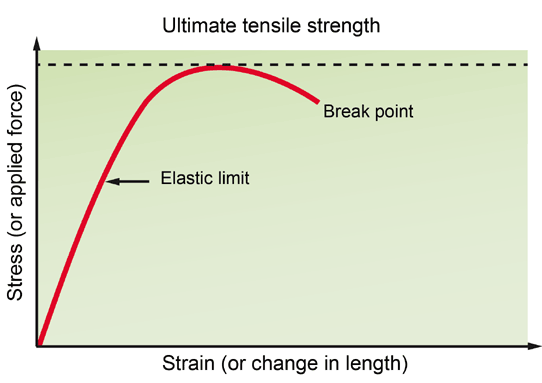 Ultimate tensile strength
Stress (or applied force)
Break point
Elastic limit
Strain (or change in length)